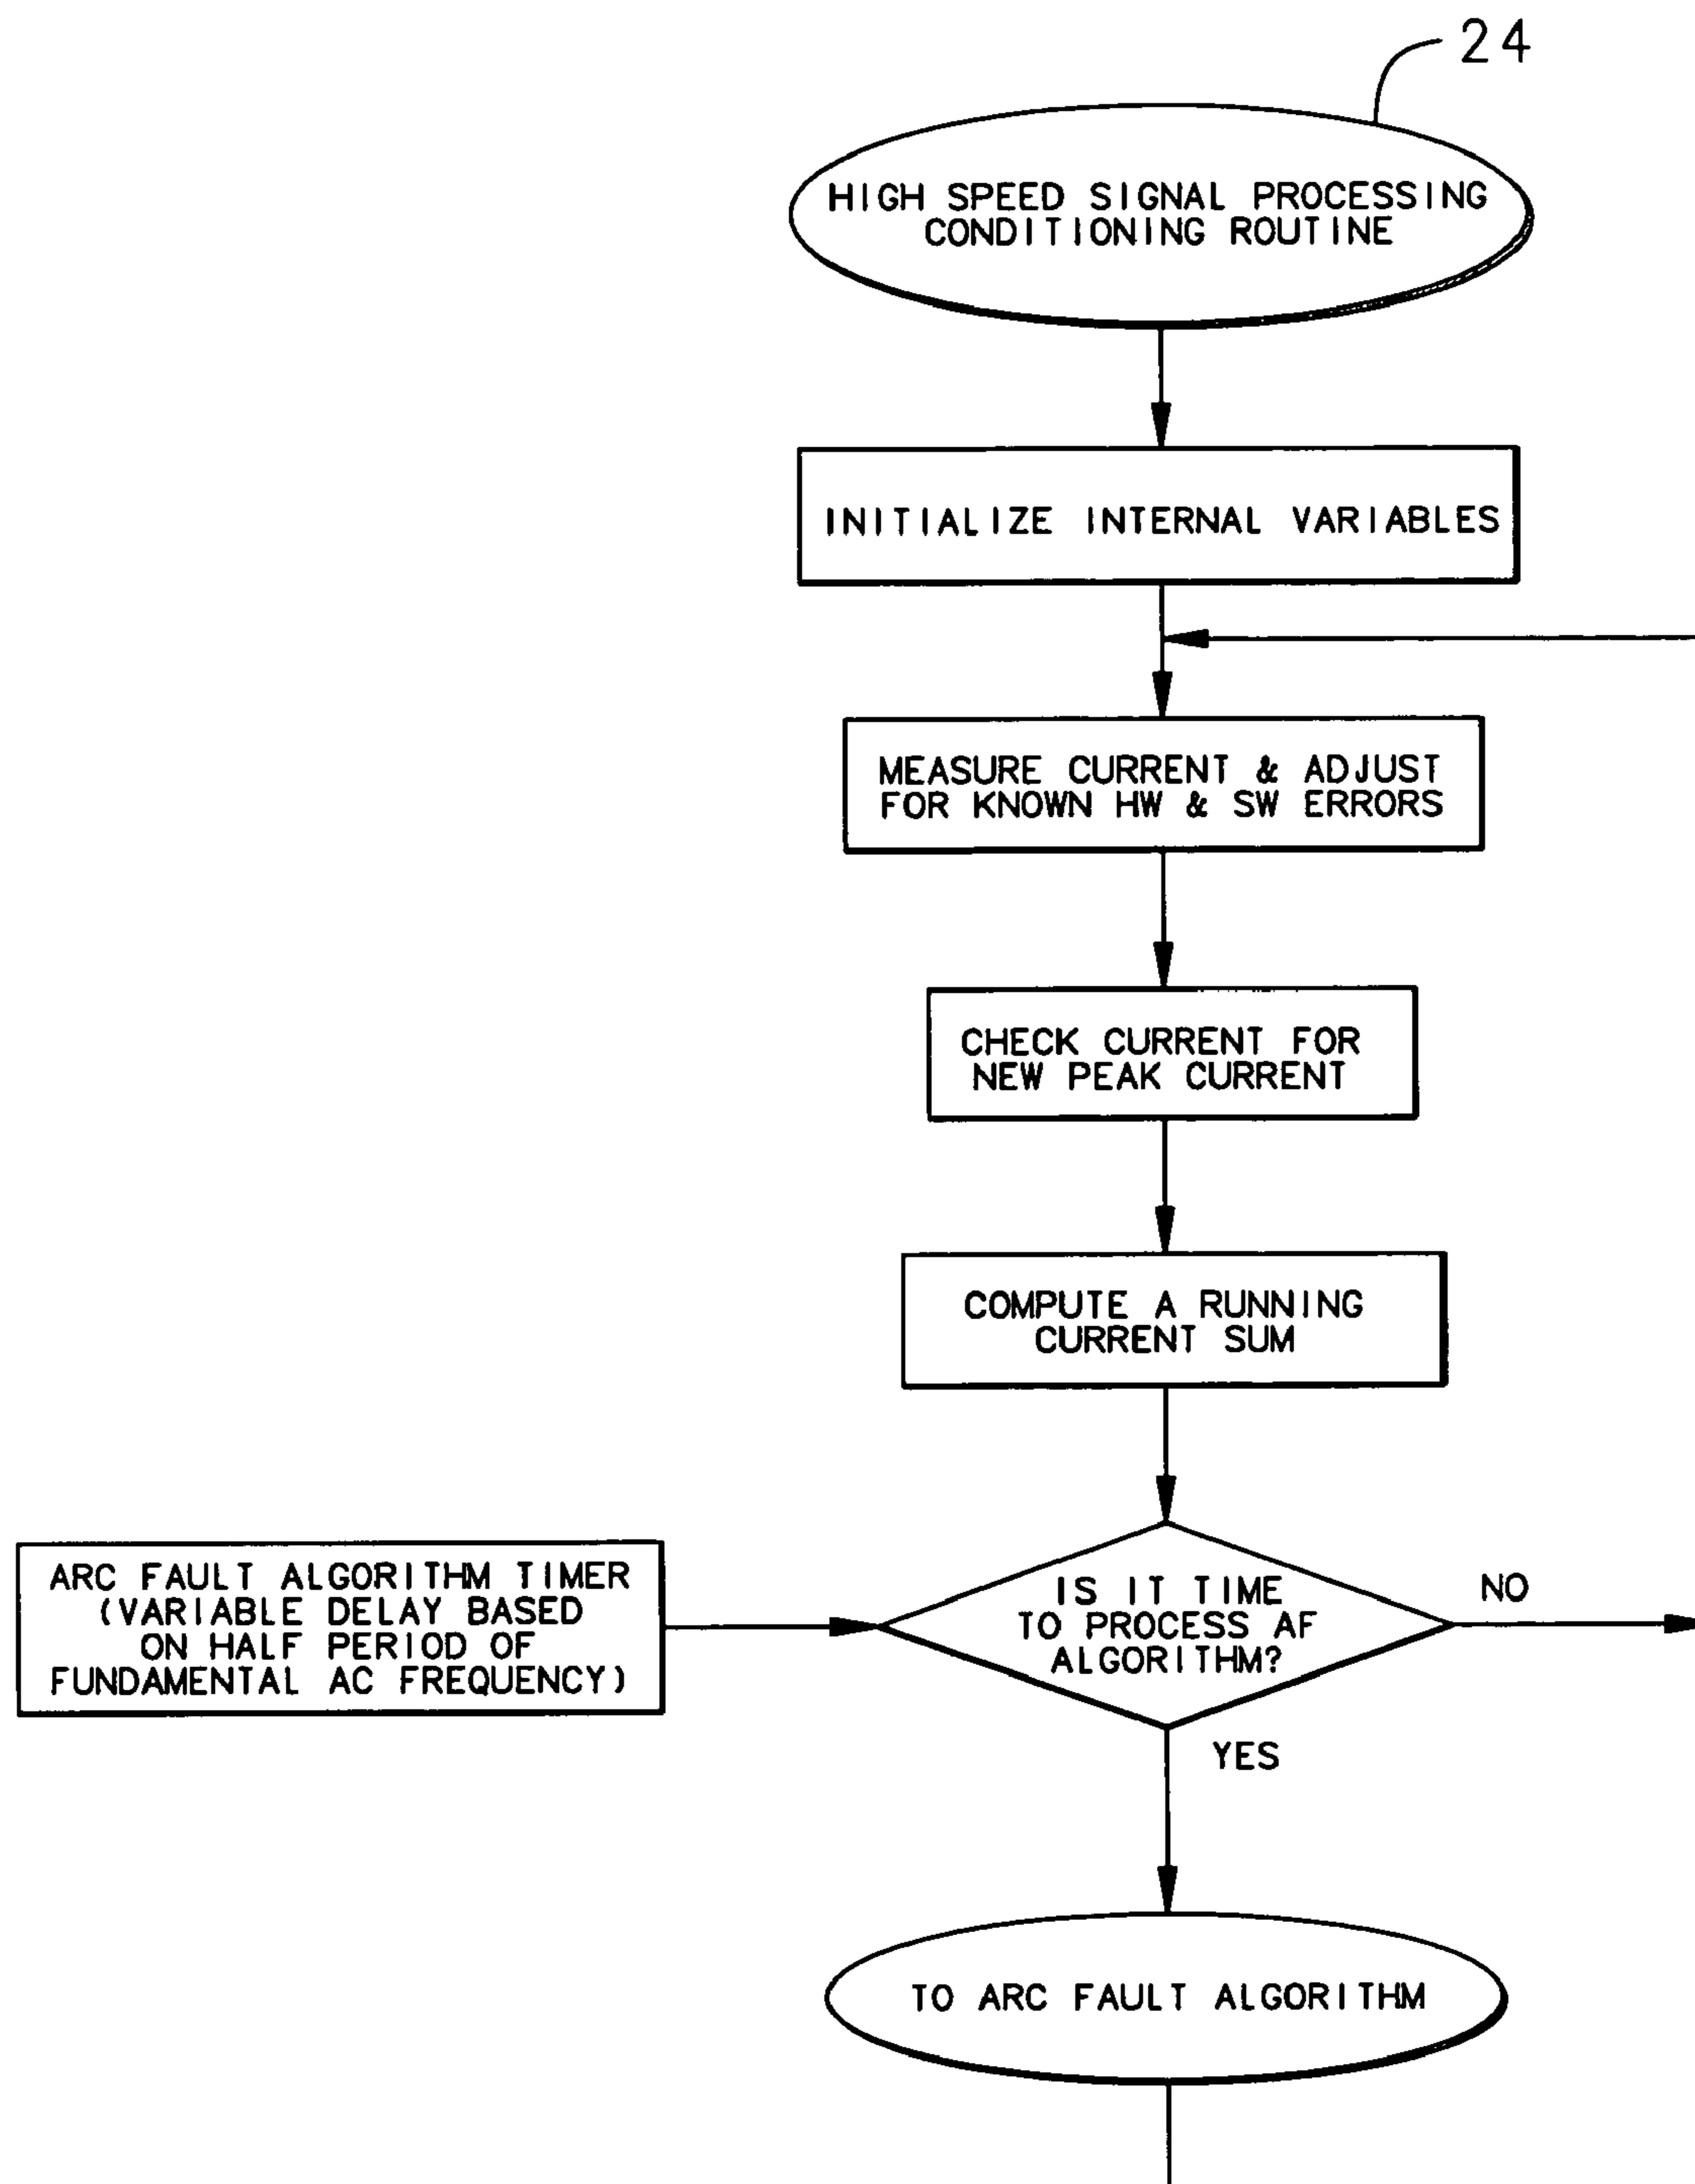 24
HIGH SPEED SIGNAL PROCESSING
CONDITIONING ROUTINE
INITIALIZE INTERNAL VARIABLES
MEASURE CURRENT & ADJUST
FOR KNOWN HW & SW ERRORS
CHECK CURRENT FOR
NEW PEAK CURRENT
COMPUTE A RUNNING
CURRENT SUM
ARC FAULT ALGORITHM TIMER
(VARIABLE DELAY BASED
ON HALF PERIOD OF
FUNDAMENTAL AC FREQUENCY)
IS IT TIME
TO PROCESS AF
ALGORITHM?
NO
YES
TO ARC FAULT ALGORITHM